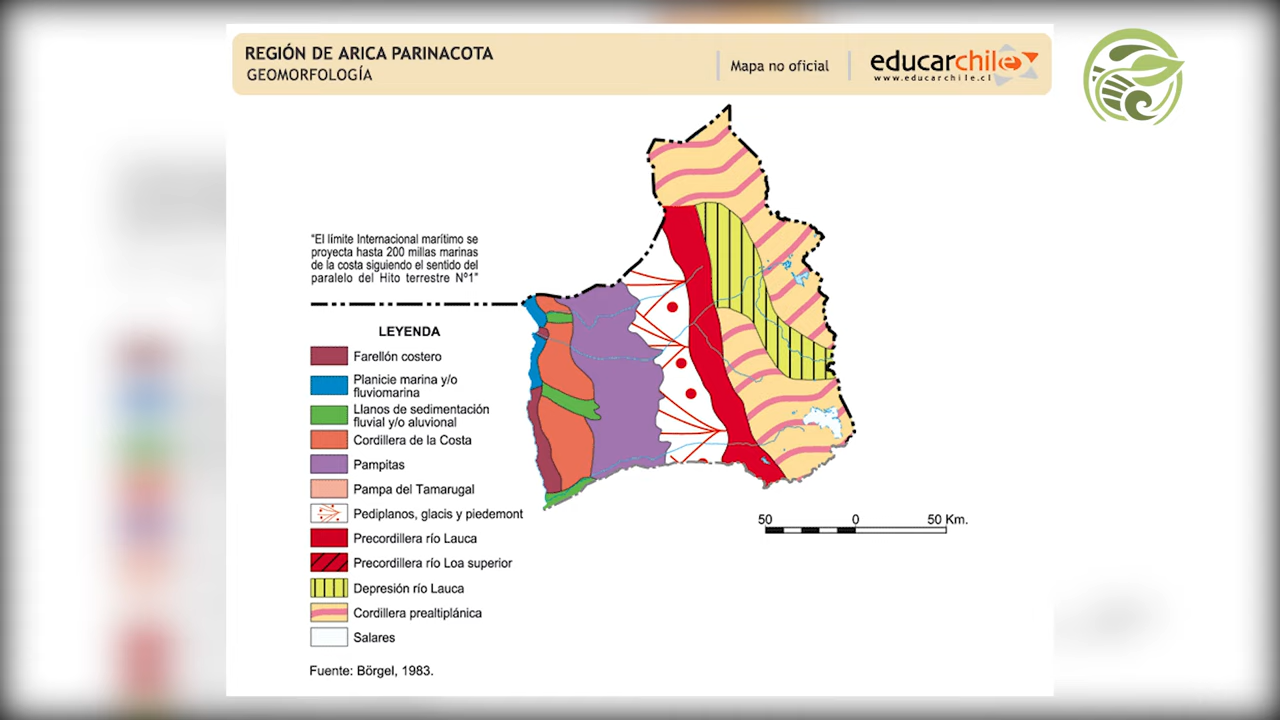 REGIÓN DE ARICA PARINACOTA
GEOMORFOLOGÍA
Mapa no oficial
educarchile
www.educarchile.cl
"El límite Internacional marítimo se
proyecta hasta 200 millas marinas
de la costa siguiendo el sentido del
paralelo del Hito terrestre Nº1"
LEYENDA
Farellón costero
Planicie marina y/o
fluviomarina
Llanos de sedimentación
fluvial y/o aluvional
Cordillera de la Costa
Pampitas
Pampa del Tamarugal
Pediplanos, glacis y piedemont
Precordillera río Lauca
Precordillera río Loa superior
Depresión río Lauca
Cordillera prealtiplánica
Salares
50 0 50 Km.
Fuente: Börgel, 1983.